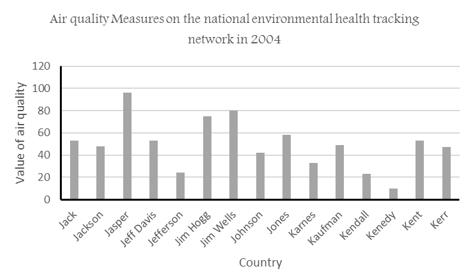 Air quality Measures on the national environmental health tracking
network in 2004
120
100
80
60
40
20
0
Value of air quality
Jack
Jackson
Jasper
Jeff Davis
Jefferson
Jim Hogg
Jim Wells
Johnson
Jones
Karnes
Kaufman
Kendall
Kenedy
Kent
Kerr
Country